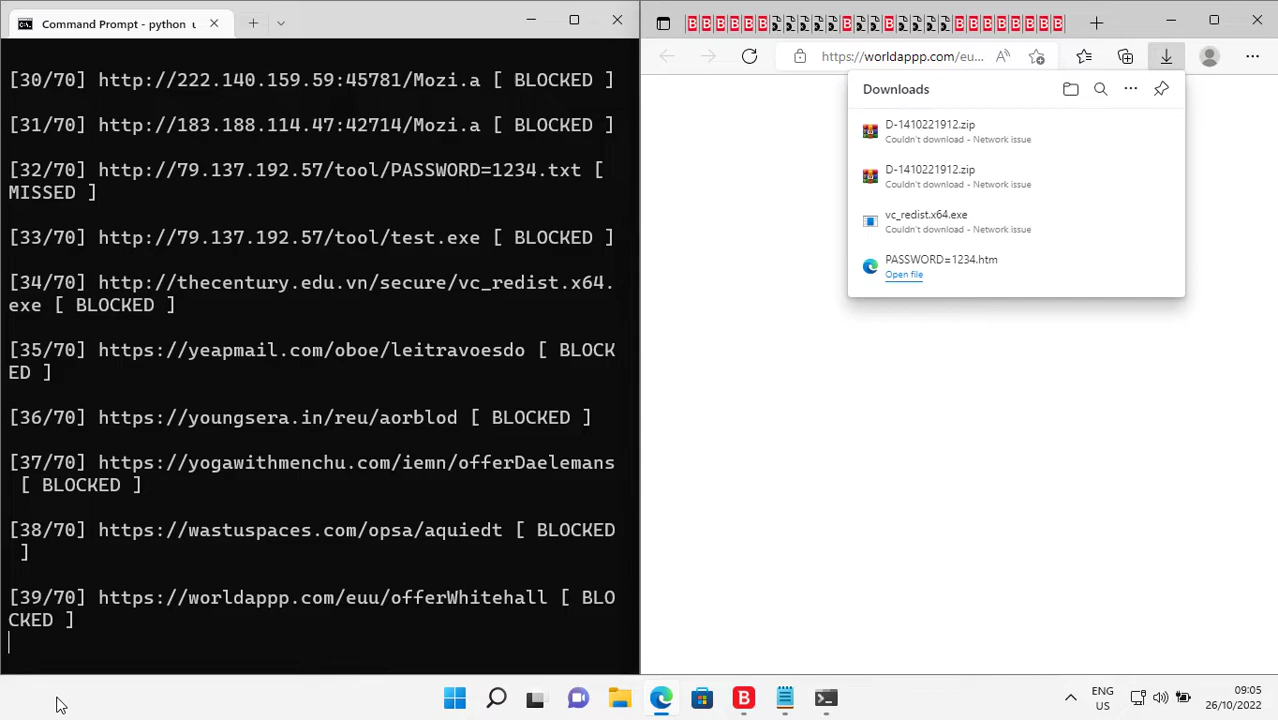 Command Prompt - python u
[30/70] http://222.140.159.59:45781/Mozi.a [ BLOCKED ]
[31/70] http://183.188.114.47:42714/Mozi.a [ BLOCKED ]
[32/70] http://79.137.192.57/tool/PASSWORD=1234.txt [
MISSED ]
[33/70] http://79.137.192.57/tool/test.exe [ BLOCKED ]
[34/70] http://thecentury.edu.vn/secure/vc_redist.x64.
exe [ BLOCKED ]
[35/70] https://yeapmail.com/oboe/leitravoesdo [ BLOCK
ED ]
[36/70] https://youngsera.in/reu/aorblod [ BLOCKED ]
[37/70] https://yogawithmenchu.com/iemn/offerDaelemans
[ BLOCKED ]
[38/70] https://wastuspaces.com/opsa/aquiedt [ BLOCKED
]
[39/70] https://worldappp.com/euu/offerWhitehall [ BLO
CKED ]
https://worldappp.com/eu...
Downloads
D-1410221912.zip
Couldn't download - Network issue
D-1410221912.zip
Couldn't download - Network issue
vc_redist.x64.exe
Couldn't download - Network issue
PASSWORD=1234.htm
Open file
ENG
US
09:05
26/10/2022